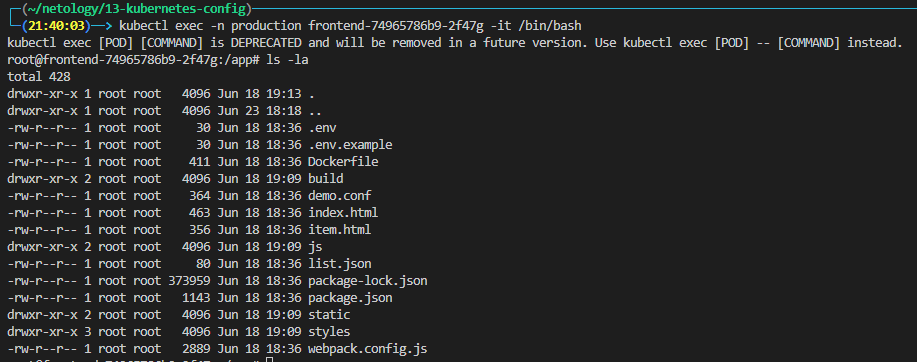 (~/netology/13-kubernetes-config)
(21:40:03)──> kubectl exec -n production frontend-74965786b9-2f47g -it /bin/bash
kubectl exec [POD] [COMMAND] is DEPRECATED and will be removed in a future version. Use kubectl exec [POD] -- [COMMAND] instead.
root@frontend-74965786b9-2f47g:/app# ls -la
total 428
drwxr-xr-x 1 root root   4096 Jun 18 19:13 .
drwxr-xr-x 1 root root   4096 Jun 23 18:18 ..
-rw-r--r-- 1 root root     30 Jun 18 18:36 .env
-rw-r--r-- 1 root root     30 Jun 18 18:36 .env.example
-rw-r--r-- 1 root root    411 Jun 18 18:36 Dockerfile
drwxr-xr-x 2 root root   4096 Jun 18 19:09 build
-rw-r--r-- 1 root root    364 Jun 18 18:36 demo.conf
-rw-r--r-- 1 root root    463 Jun 18 18:36 index.html
-rw-r--r-- 1 root root    356 Jun 18 18:36 item.html
drwxr-xr-x 2 root root   4096 Jun 18 19:09 js
-rw-r--r-- 1 root root     80 Jun 18 18:36 list.json
-rw-r--r-- 1 root root 373959 Jun 18 18:36 package-lock.json
-rw-r--r-- 1 root root   1143 Jun 18 18:36 package.json
drwxr-xr-x 2 root root   4096 Jun 18 19:09 static
drwxr-xr-x 3 root root   4096 Jun 18 19:09 styles
-rw-r--r-- 1 root root   2889 Jun 18 18:36 webpack.config.js